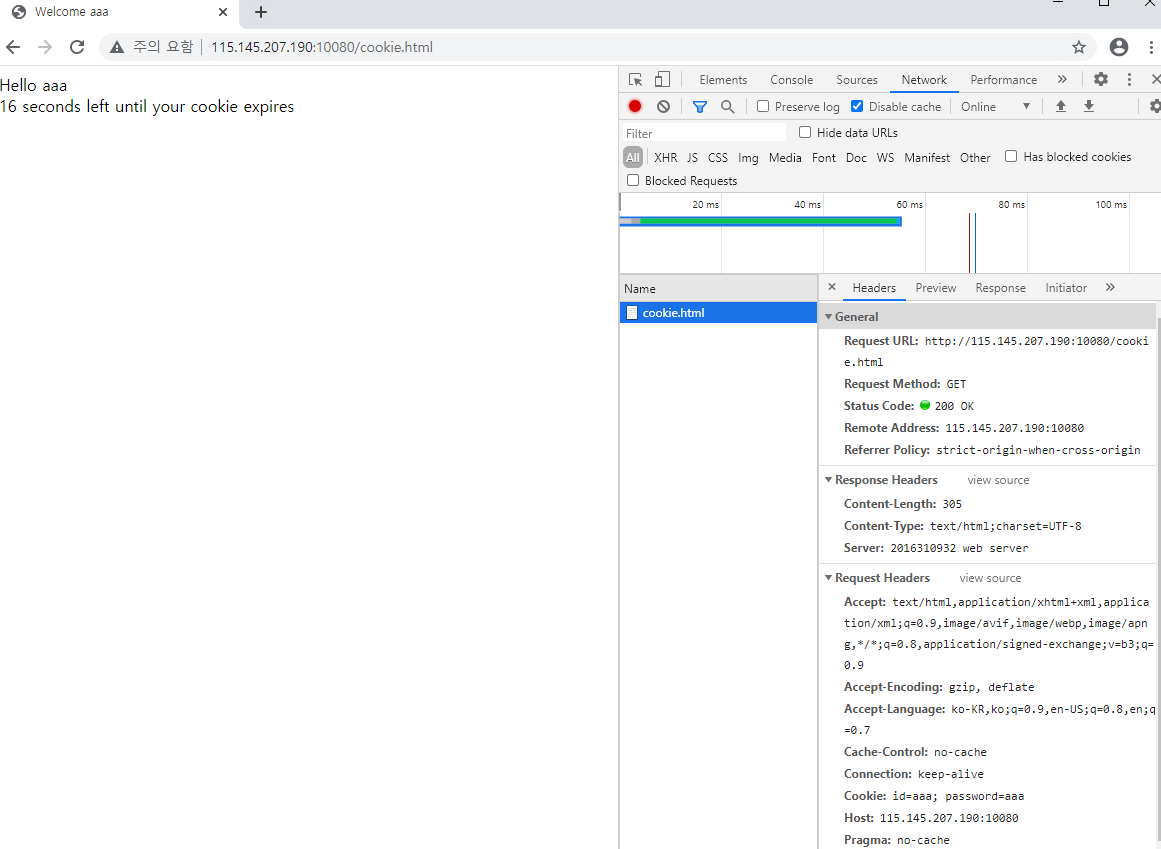 Welcome aaa
주의 요함 115.145.207.190:10080/cookie.html
Hello aaa
16 seconds left until your cookie expires
Elements Console Sources Network Performance »
Preserve log Disable cache Online
Filter Hide data URLs
All XHR JS CSS Img Media Font Doc WS Manifest Other Has blocked cookies
Blocked Requests
20 ms 40 ms 60 ms 80 ms 100 ms
Name
cookie.html
Headers Preview Response Initiator »
General
Request URL: http://115.145.207.190:10080/cooki
e.html
Request Method: GET
Status Code: 200 OK
Remote Address: 115.145.207.190:10080
Referrer Policy: strict-origin-when-cross-origin
Response Headers view source
Content-Length: 305
Content-Type: text/html;charset=UTF-8
Server: 2016310932 web server
Request Headers view source
Accept: text/html,application/xhtml+xml,applica
tion/xml;q=0.9,image/avif,image/webp,image/apn
g,*/*;q=0.8,application/signed-exchange;v=b3;q=
0.9
Accept-Encoding: gzip, deflate
Accept-Language: ko-KR,ko;q=0.9,en-US;q=0.8,en;q
=0.7
Cache-Control: no-cache
Connection: keep-alive
Cookie: id=aaa; password=aaa
Host: 115.145.207.190:10080
Pragma: no-cache